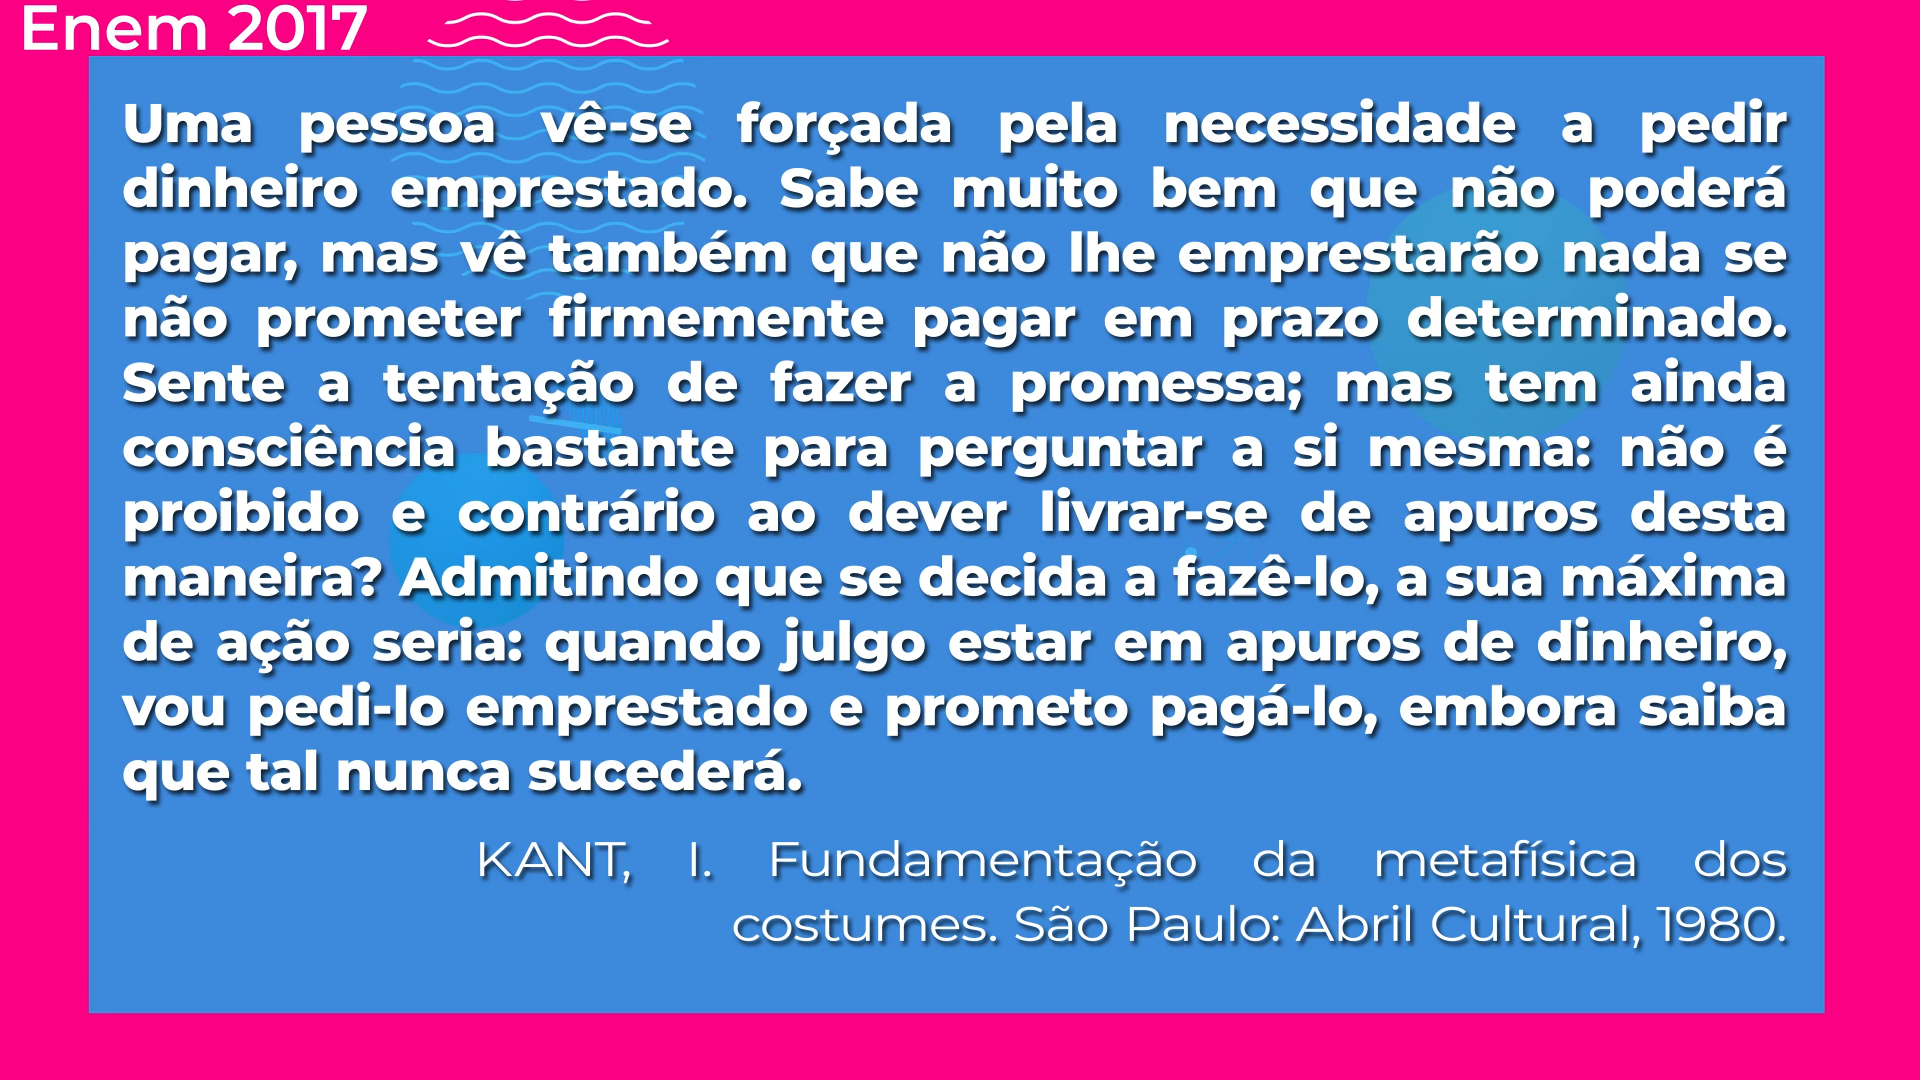 Enem 2017
Uma pessoa vê-se forçada pela necessidade a pedir
dinheiro emprestado. Sabe muito bem que não poderá
pagar, mas vê também que não lhe emprestarão nada se
não prometer firmemente pagar em prazo determinado.
Sente a tentação de fazer a promessa; mas tem ainda
consciência bastante para perguntar a si mesma: não é
proibido e contrário ao dever livrar-se de apuros desta
maneira? Admitindo que se decida a fazê-lo, a sua máxima
de ação seria: quando julgo estar em apuros de dinheiro,
vou pedi-lo emprestado e prometo pagá-lo, embora saiba
que tal nunca sucederá.
KANT, I. Fundamentação da metafísica dos
costumes. São Paulo: Abril Cultural, 1980.